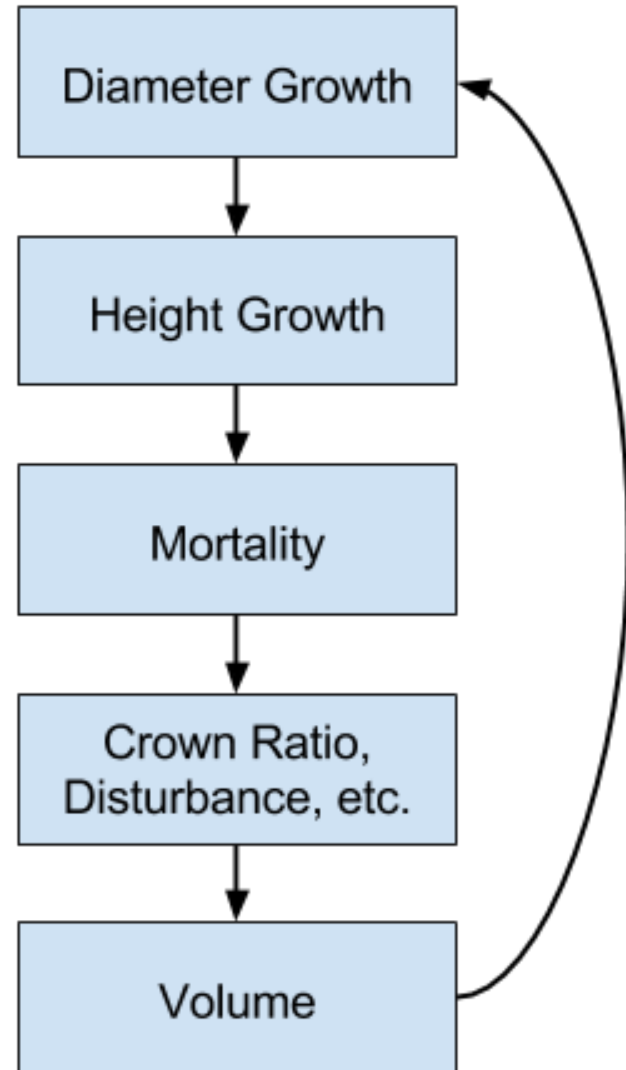 Diameter Growth
Height Growth
Mortality
Crown Ratio,
Disturbance, etc.
Volume